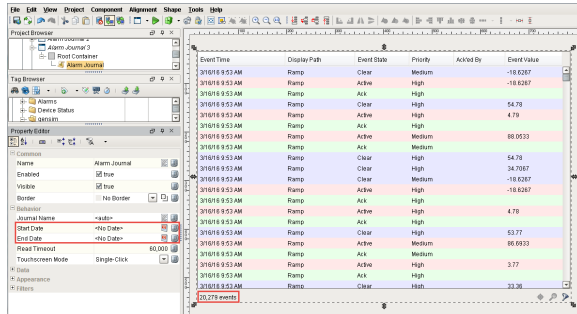 File Edit View Project Component Alignment Shape Tools Help
Project Browser
Alarm Journal 3
Root Container
Alarm Journal
Tag Browser
Alarms
Device Status
gensim
Property Editor
Common
Name Alarm Journal
Enabled true
Visible true
Border No Border
Behavior
Journal Name <auto>
Start Date <No Date>
End Date <No Date>
Read Timeout 60,000
Touchscreen Mode Single-Click
Data
Appearance
Filters
Event Time Display Path Event State Priority Ack'ed By Event Value
3/16/16 9:53 AM Ramp Clear Medium -18.6267
3/16/16 9:53 AM Ramp Active High -18.6267
3/16/16 9:53 AM Ramp Ack High
3/16/16 9:53 AM Ramp Clear High 54.78
3/16/16 9:53 AM Ramp Active High 4.79
3/16/16 9:53 AM Ramp Ack High
3/16/16 9:53 AM Ramp Active Medium 88.0533
3/16/16 9:53 AM Ramp Ack Medium
3/16/16 9:53 AM Ramp Clear High 54.78
3/16/16 9:53 AM Ramp Clear High 34.7067
3/16/16 9:53 AM Ramp Clear Medium -18.6267
3/16/16 9:53 AM Ramp Active High -18.6267
3/16/16 9:53 AM Ramp Ack High
3/16/16 9:53 AM Ramp Active High 4.78
3/16/16 9:53 AM Ramp Ack High
3/16/16 9:53 AM Ramp Clear High 53.77
3/16/16 9:53 AM Ramp Active Medium 86.6933
3/16/16 9:53 AM Ramp Ack Medium
3/16/16 9:53 AM Ramp Active High 3.77
3/16/16 9:53 AM Ramp Ack High
3/16/16 9:53 AM Ramp Clear High 33.36
20,279 events